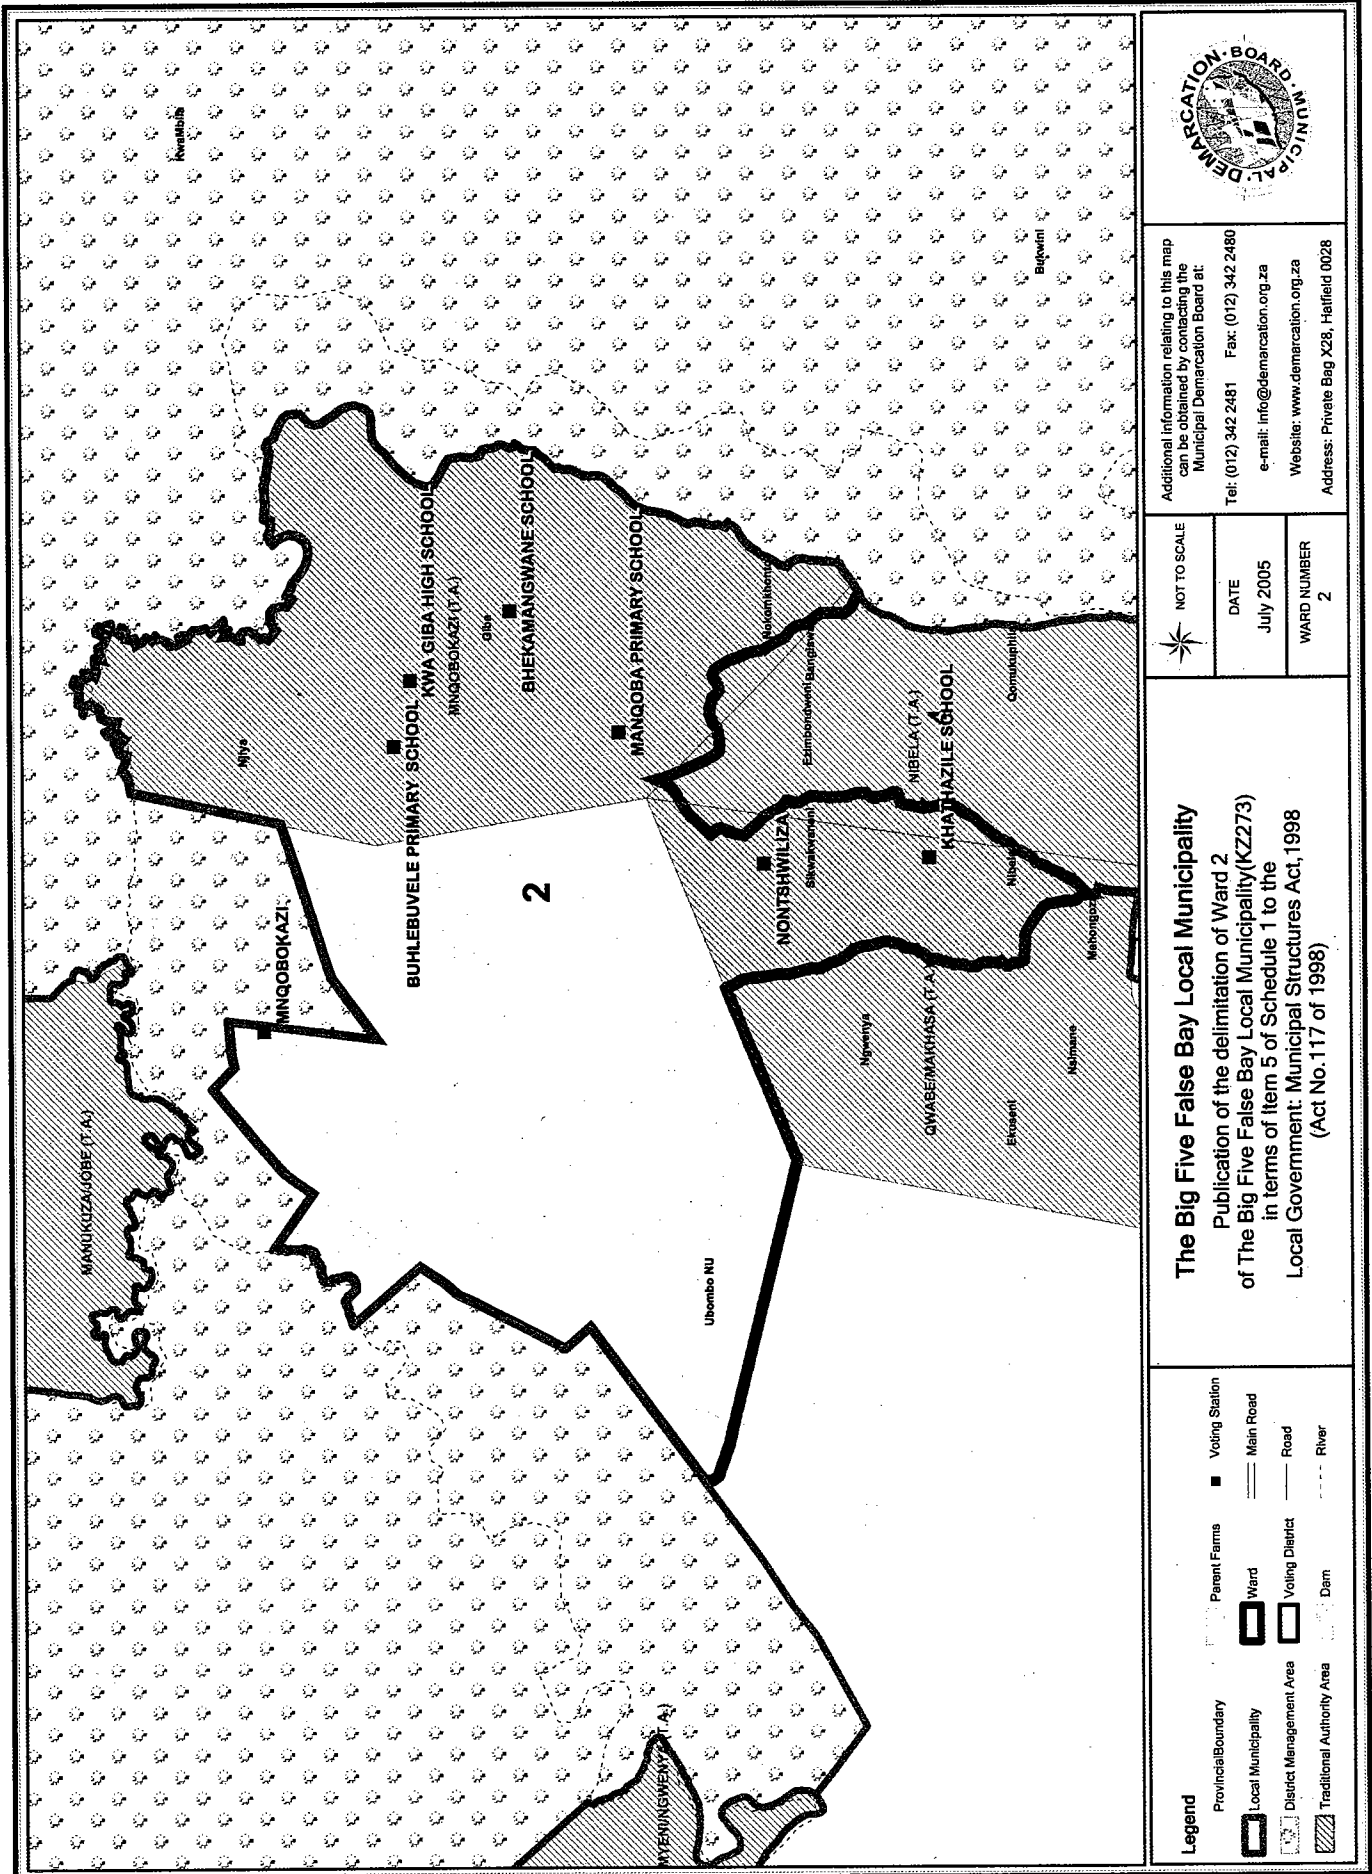 MANUKUZA/JOBE (T.A.)
MNQOBOKAZI
Njiya
BUHLEBUVELE PRIMARY SCHOOL
KWA GIBA HIGH SCHOOL
MNQOBOKAZI (T.A.)
Giba
BHEKAMANGWANE SCHOOL
MANQOBA PRIMARY SCHOOL
2
Ubombo NU
NONTSHWILIZA
NIBELA (T.A.)
KHATHAZILE SCHOOL
Ngwenya
QWABE/MAKHASA (T.A.)
Ekuseni
Nsimane
Bukwini
Legend
Provincial Boundary
Local Municipality
District Management Area
Traditional Authority Area
Parent Farms
Ward
Voting District
Dam
Voting Station
Main Road
Road
River
The Big Five False Bay Local Municipality
Publication of the delimitation of Ward 2
of The Big Five False Bay Local Municipality(KZ273)
in terms of Item 5 of Schedule 1 to the
Local Government: Municipal Structures Act,1998
(Act No.117 of 1998)
NOT TO SCALE
DATE
July 2005
WARD NUMBER
2
Additional information relating to this map
can be obtained by contacting the
Municipal Demarcation Board at:
Tel: (012) 342 2481 Fax: (012) 342 2480
e-mail: info@demarcation.org.za
Website: www.demarcation.org.za
Address: Private Bag X28, Hatfield 0028
MUNICIPAL·DEMARCATION·BOARD·